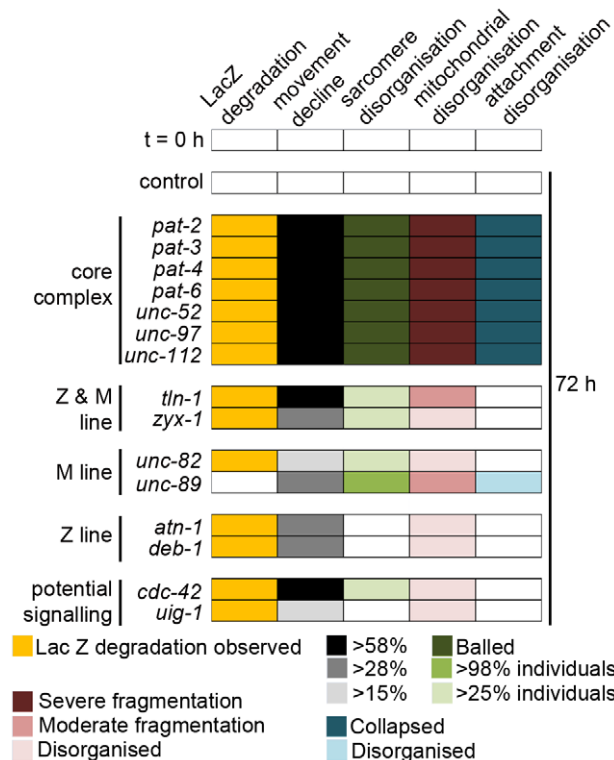 LacZ
degradation
movement
decline
sarcomere
disorganisation
mitochondrial
disorganisation
attachment
disorganisation
t = 0 h
control
core
complex
pat-2
pat-3
pat-4
pat-6
unc-52
unc-97
unc-112
72 h
Z & M
line
tln-1
zyx-1
M line
unc-82
unc-89
Z line
atn-1
deb-1
potential
signalling
cdc-42
uig-1
Lac Z degradation observed
>58%
>28%
>15%
Balled
>98% individuals
>25% individuals
Severe fragmentation
Moderate fragmentation
Disorganised
Collapsed
Disorganised